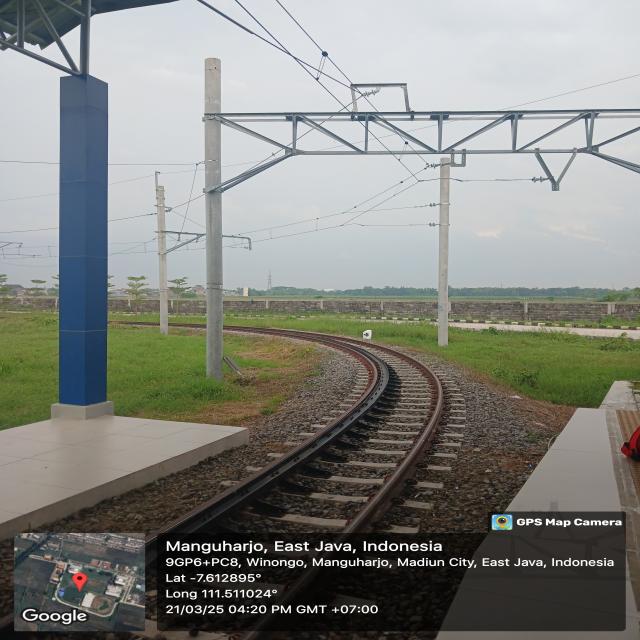 GPS Map Camera
Manguharjo, East Java, Indonesia
9GP6+PC8, Winongo, Manguharjo, Madiun City, East Java, Indonesia
Lat -7.612895°
Long 111.511024°
21/03/25 04:20 PM GMT +07:00
Google